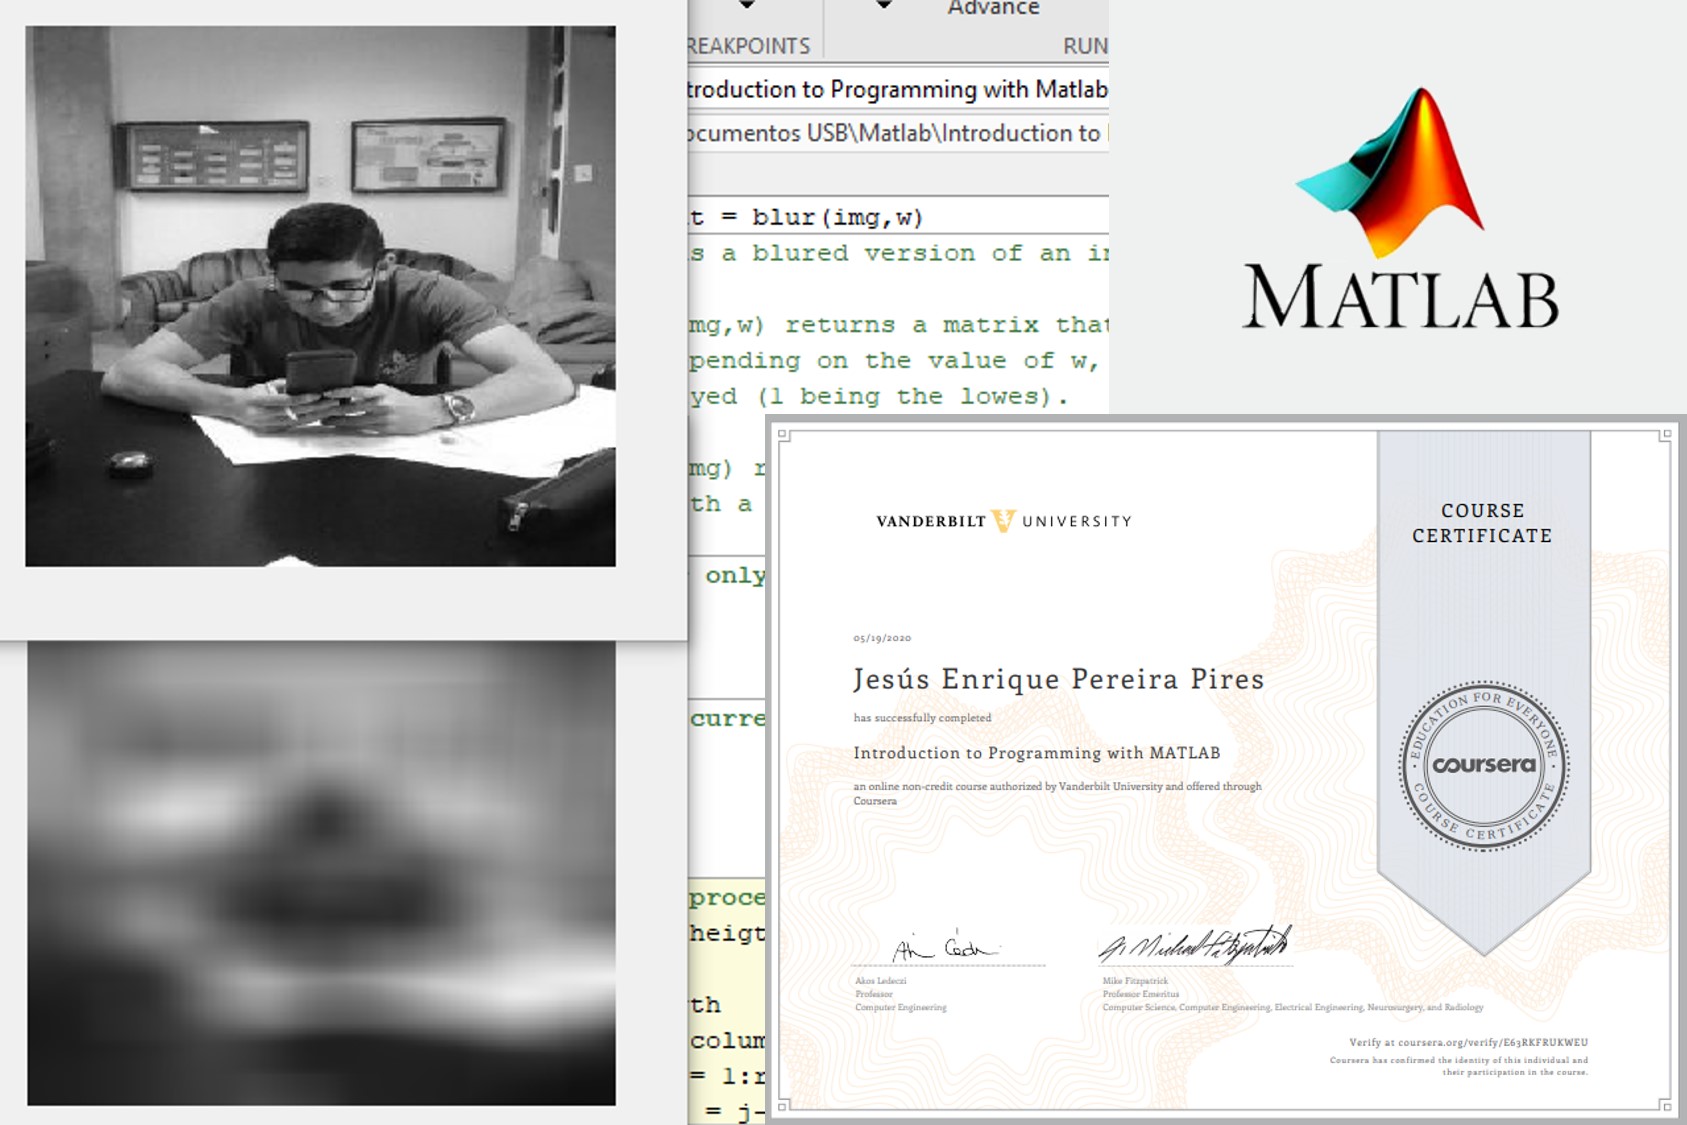 Advance
REAKPOINTS
RUN
troduction to Programming with Matlab
ocumentos USB\Matlab\Introduction to
t = blur(img,w)
s a blured version of an
mg,w) returns a matrix that
pending on the value of w,
yed (1 being the lowes).
mg) r
th a
only
curre
proce
heigt
th
colum
= 1:r
= j-
MATLAB
VANDERBILT UNIVERSITY
COURSE
CERTIFICATE
05/19/2020
Jesús Enrique Pereira Pires
has successfully completed
Introduction to Programming with MATLAB
an online non-credit course authorized by Vanderbilt University and offered through
Coursera
EDUCATION FOR EVERYONE
coursera
COURSE CERTIFICATE
Akos Ledeczi
Professor
Computer Engineering
Mike Fitzpatrick
Professor Emeritus
Computer Science, Computer Engineering, Electrical Engineering, Neurosurgery, and Radiology
Verify at coursera.org/verify/E63RKFRUKWEU
Coursera has confirmed the identity of this individual and
their participation in the course.